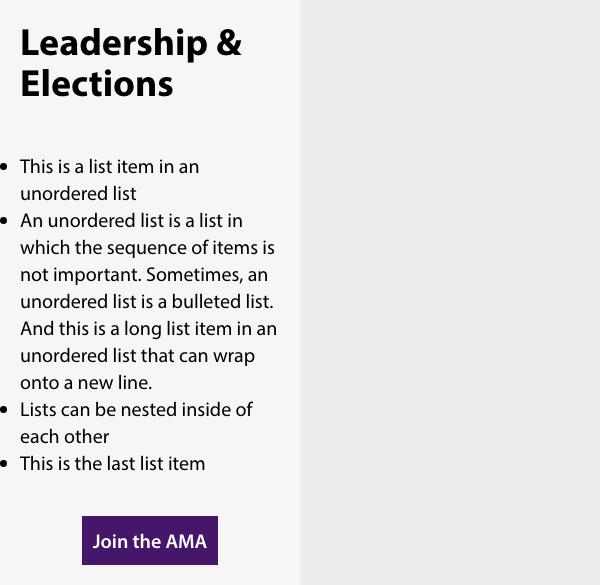 Leadership &
Elections
• This is a list item in an
unordered list
• An unordered list is a list in
which the sequence of items is
not important. Sometimes, an
unordered list is a bulleted list.
And this is a long list item in an
unordered list that can wrap
onto a new line.
• Lists can be nested inside of
each other
• This is the last list item
Join the AMA